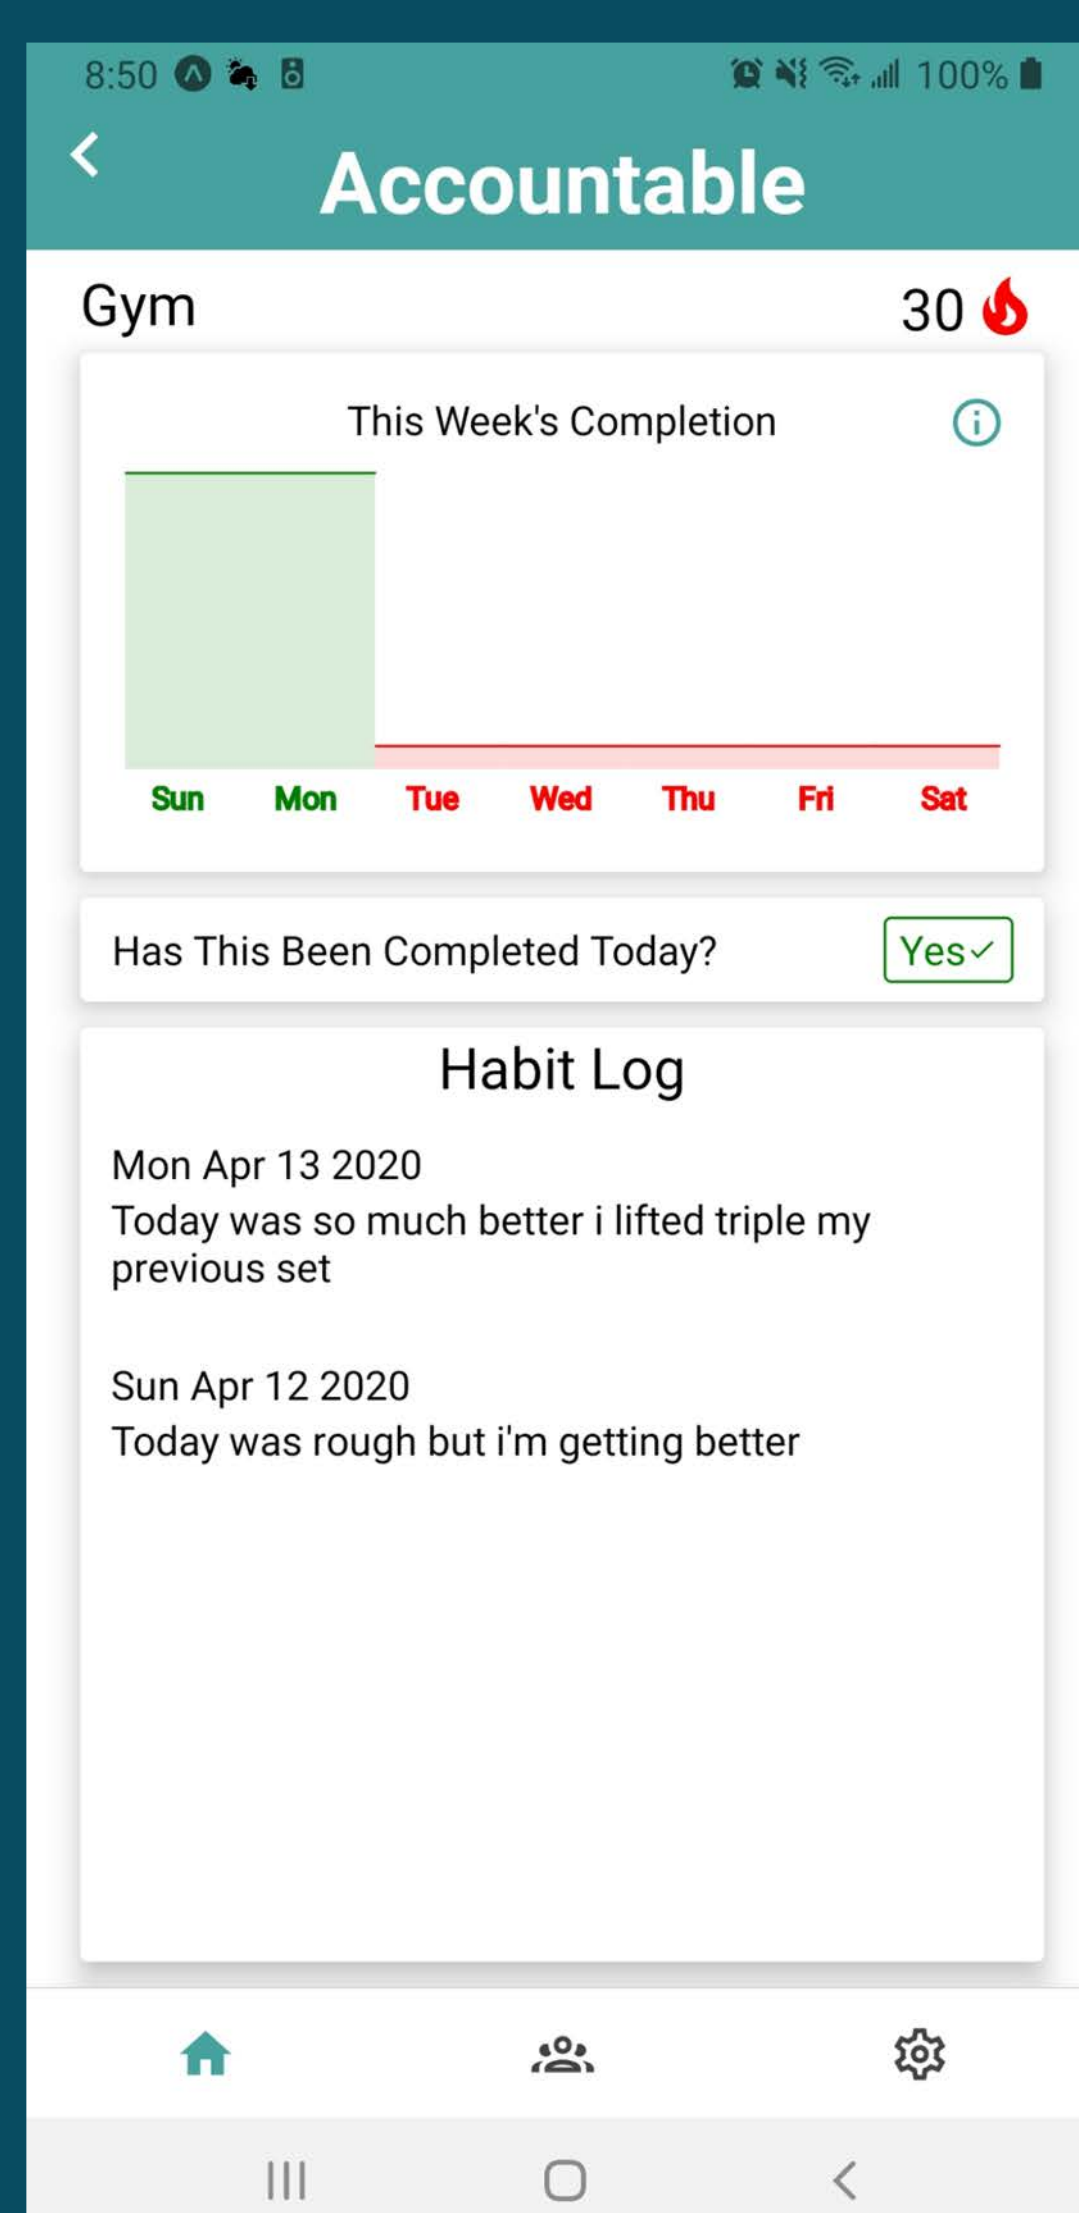 8:50
100%
Accountable
Gym
30
This Week's Completion
Sun Mon Tue Wed Thu Fri Sat
Has This Been Completed Today?
Yes✓
Habit Log
Mon Apr 13 2020
Today was so much better i lifted triple my
previous set
Sun Apr 12 2020
Today was rough but i'm getting better